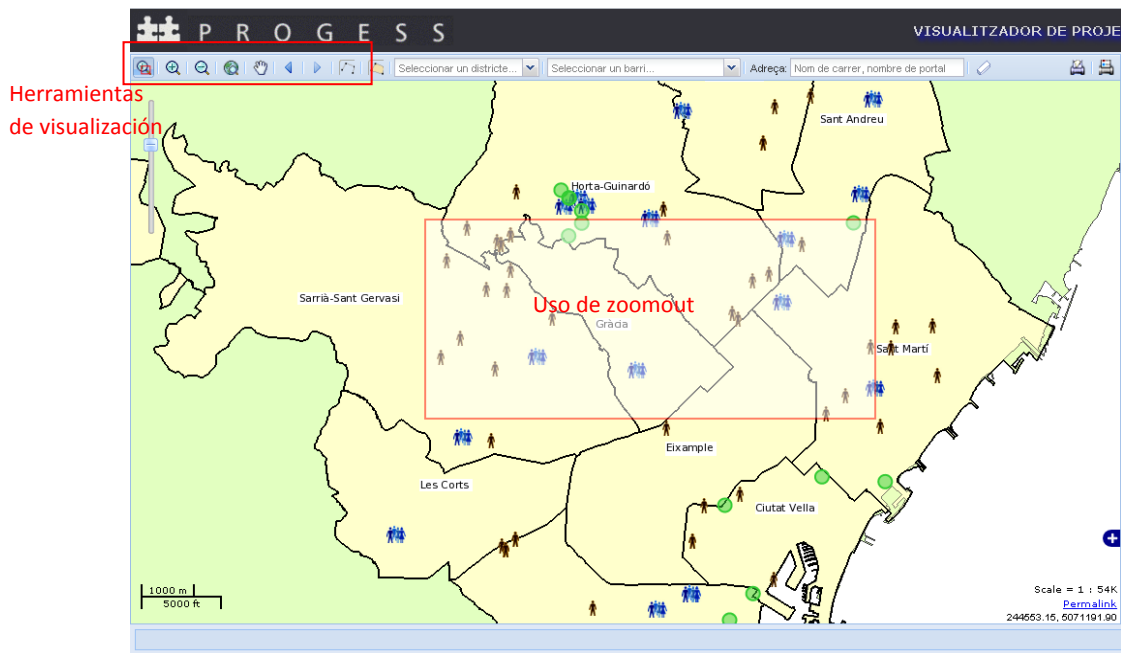 PROGESS
VISUALITZADOR DE PROJE
Seleccionar un districte...
Seleccionar un barri...
Adreça:
Nom de carrer, nombre de portal
Herramientas
de visualización
Sant Andreu
Horta-Guinardó
Sarrià-Sant Gervasi
Uso de zoomout
Gràcia
Sant Martí
Eixample
Les Corts
Ciutat Vella
1000 m
5000 ft
Scale = 1 : 54K
Permalink
244553.15, 5071191.90